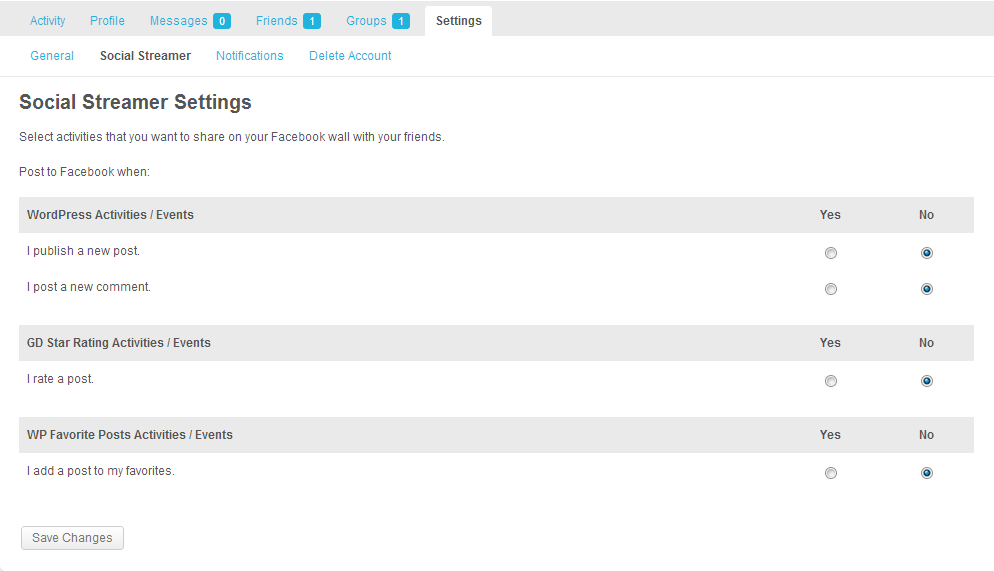 Activity Profile Messages 0 Friends 1 Groups 1 Settings
General Social Streamer Notifications Delete Account
Social Streamer Settings
Select activities that you want to share on your Facebook wall with your friends.
Post to Facebook when:
WordPress Activities / Events Yes No
I publish a new post.
I post a new comment.
GD Star Rating Activities / Events Yes No
I rate a post.
WP Favorite Posts Activities / Events Yes No
I add a post to my favorites.
Save Changes